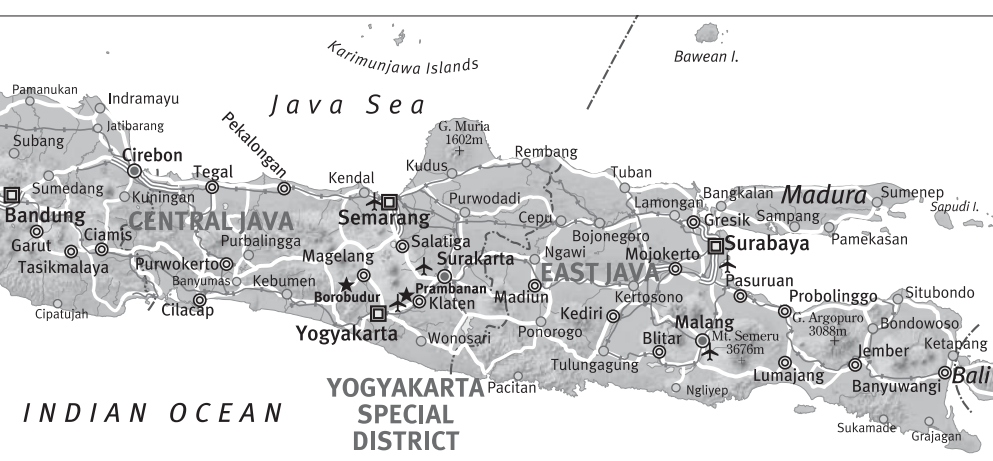 Karimunjawa Islands
Bawean I.
Java Sea
Pamanukan
Indramayu
Jatibarang
Subang
Cirebon
Pekalongan
Tegal
Kendal
G. Muria
1602m
Kudus
Rembang
Tuban
Sumedang
Kuningan
Bandung
CENTRAL JAVA
Semarang
Purwodadi
Cepu
Lamongan
Bangkalan
Madura
Sumenep
Sapudi I.
Gresik
Sampang
Pamekasan
Garut
Ciamis
Tasikmalaya
Purbalingga
Purwokerto
Banyumas
Kebumen
Magelang
Salatiga
Surakarta
Ngawi
Bojonegoro
Mojokerto
Surabaya
EAST JAVA
Pasuruan
Cipatujah
Cilacap
Borobudur
Prambanan
Klaten
Madiun
Kertosono
Probolinggo
Situbondo
Yogyakarta
Wonosari
Ponorogo
Kediri
Malang
G. Argopuro
3088m
Bondowoso
Ketapang
Blitar
Mt. Semeru
3676m
Tulungagung
Jember
Lumajang
Banyuwangi
Bali
Pacitan
Ngliyep
YOGYAKARTA
SPECIAL
DISTRICT
INDIAN OCEAN
Sukamade
Grajagan